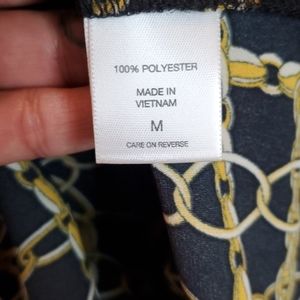 100% POLYESTER
MADE IN
VIETNAM
M
CARE ON REVERSE